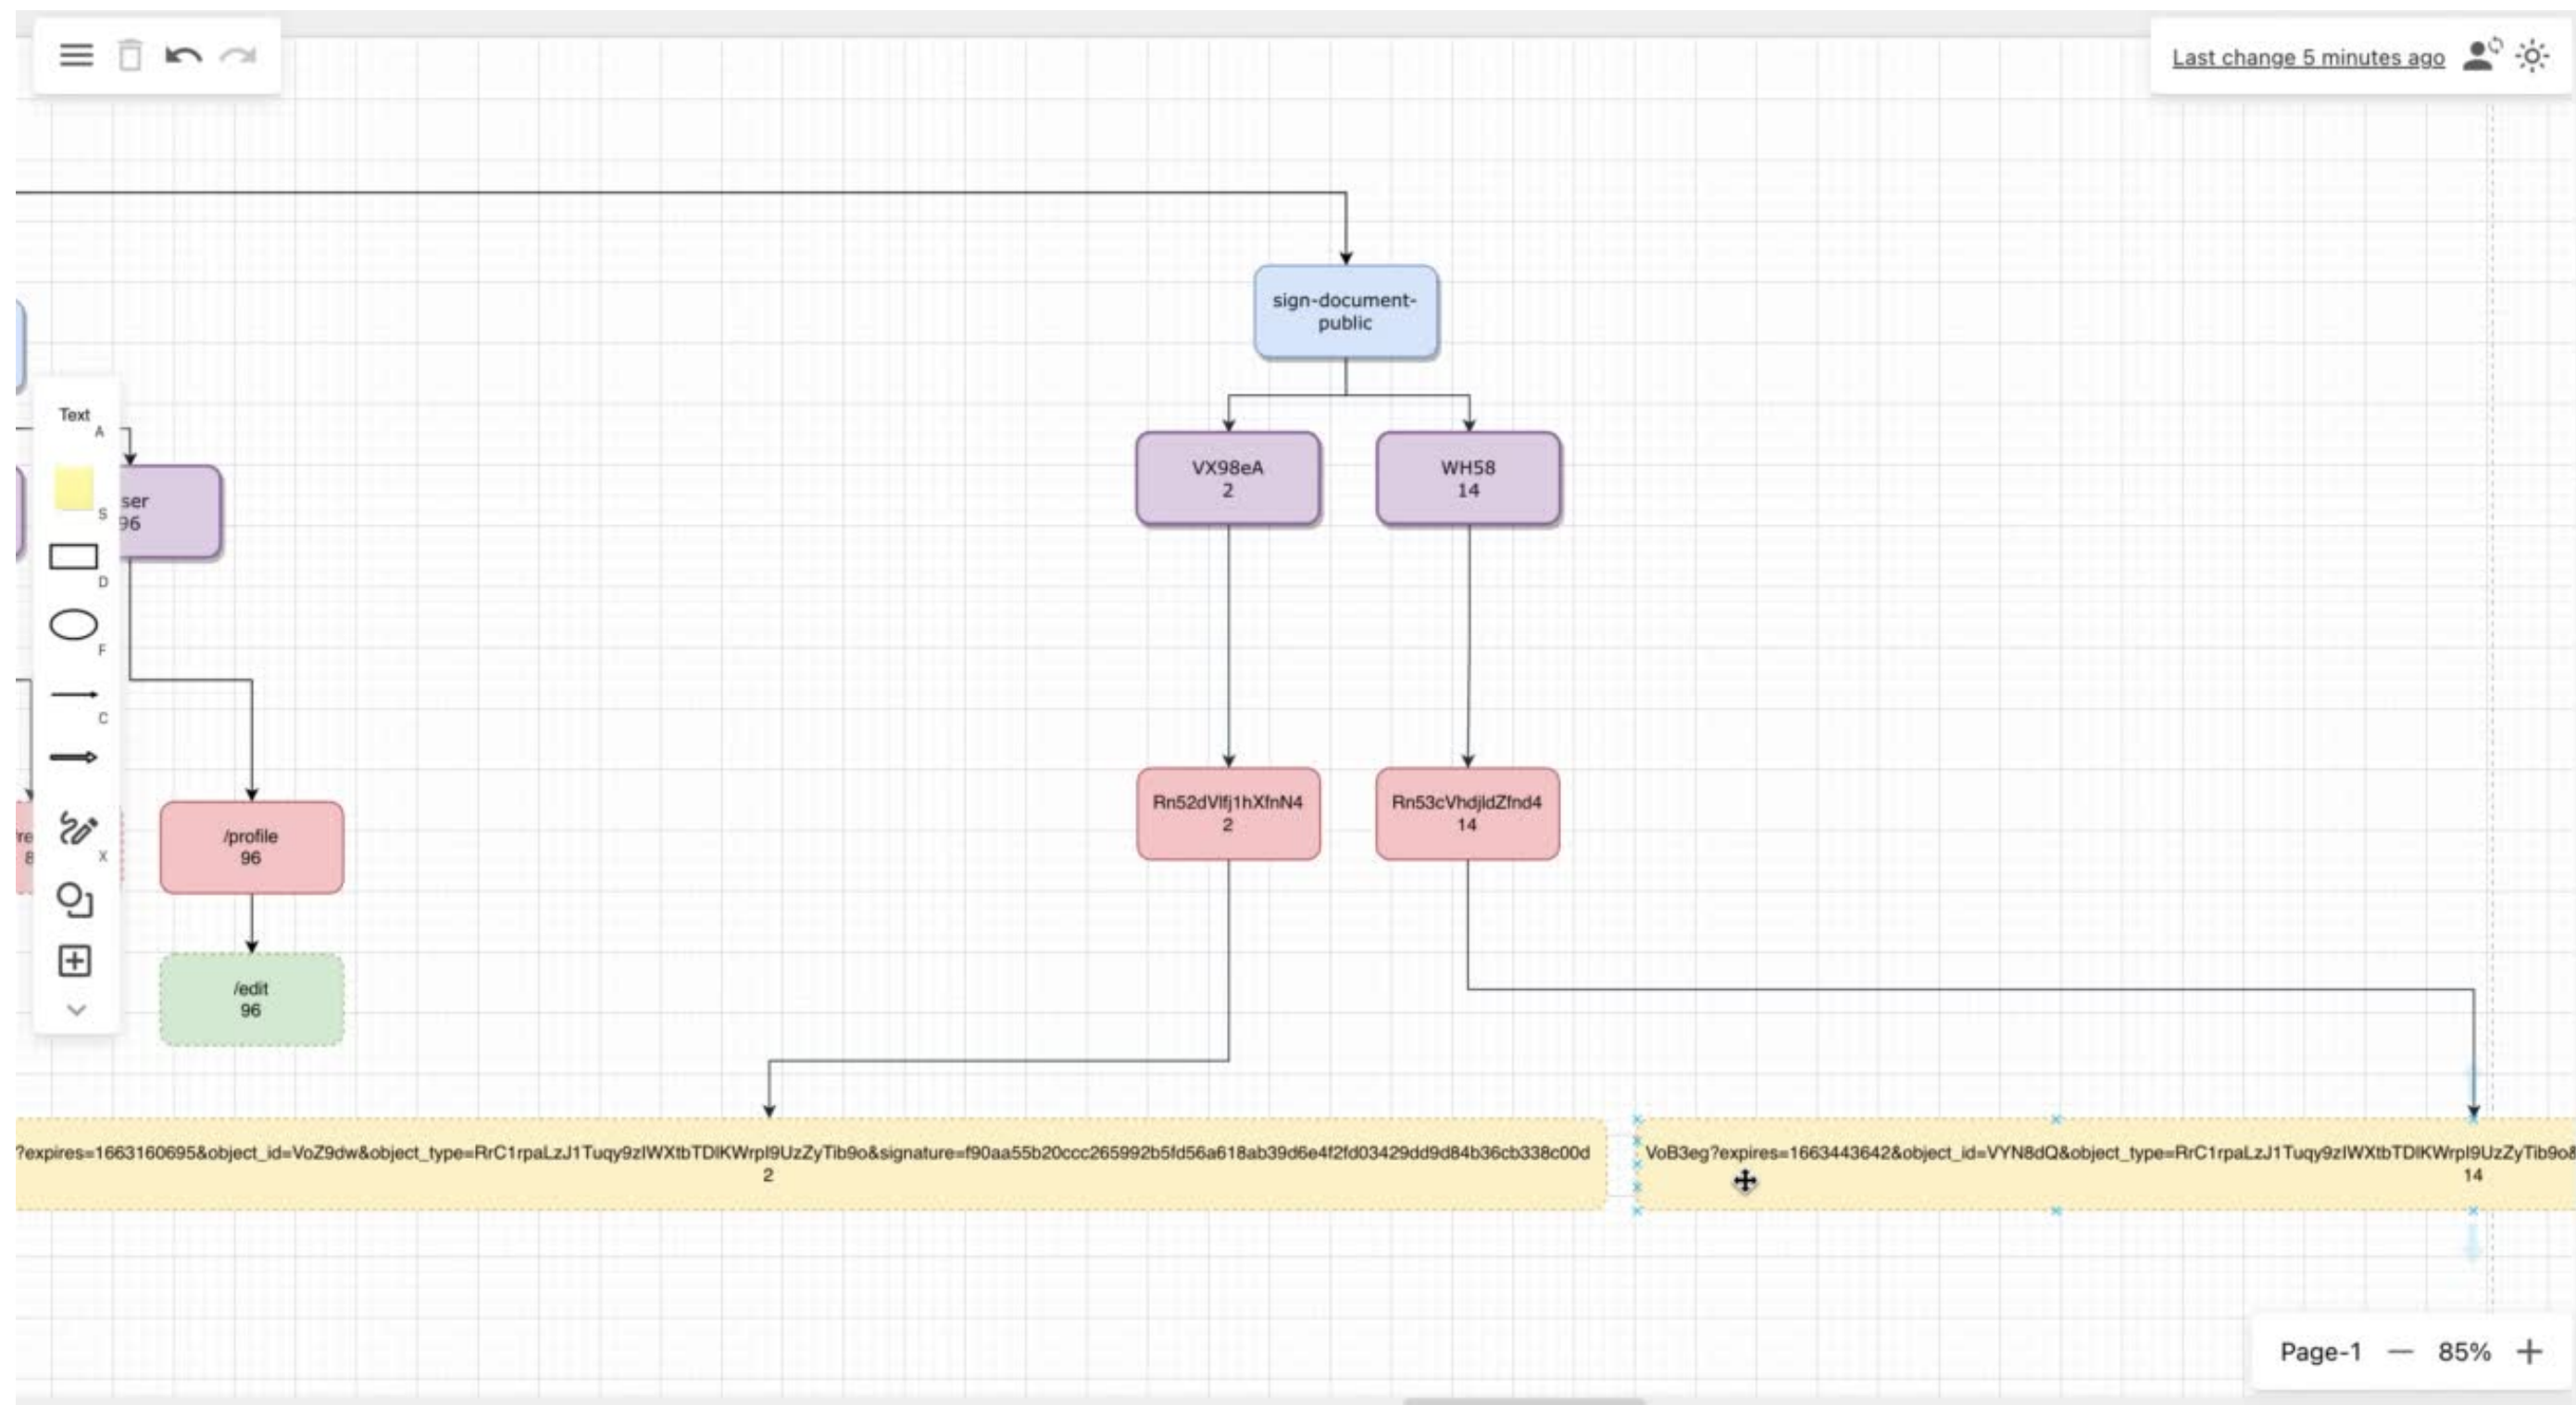 Last change 5 minutes ago
sign-document-
public
Text
A
S
D
F
C
X
ser
96
VX98eA
2
WH58
14
Rn52dVlfj1hXfnN4
2
Rn53cVhdjldZfnd4
14
/profile
96
/edit
96
?expires=1663160695&object_id=VoZ9dw&object_type=RrC1rpaLzJ1Tuqy9zIWXtbTDlKWrpI9UzZyTib9o&signature=f90aa55b20ccc265992b5fd56a618ab39d6e4f2fd03429dd9d84b36cb338c00d
2
VoB3eg?expires=1663443642&object_id=VYN8dQ&object_type=RrC1rpaLzJ1Tuqy9zIWXtbTDlKWrpI9UzZyTib9o&
14
Page-1
85%